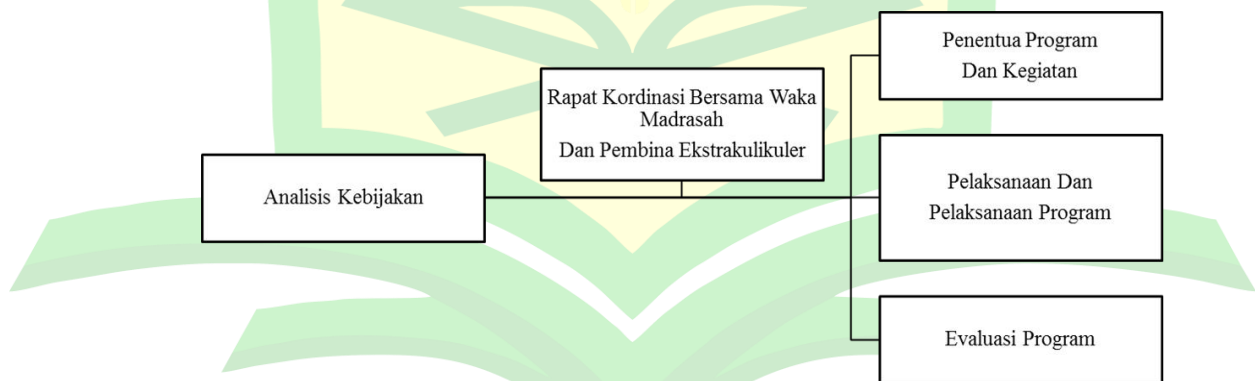 Analisis Kebijakan
Rapat Kordinasi Bersama Waka
Madrasah
Dan Pembina Ekstrakulikuler
Penentua Program
Dan Kegiatan
Pelaksanaan Dan
Pelaksanaan Program
Evaluasi Program